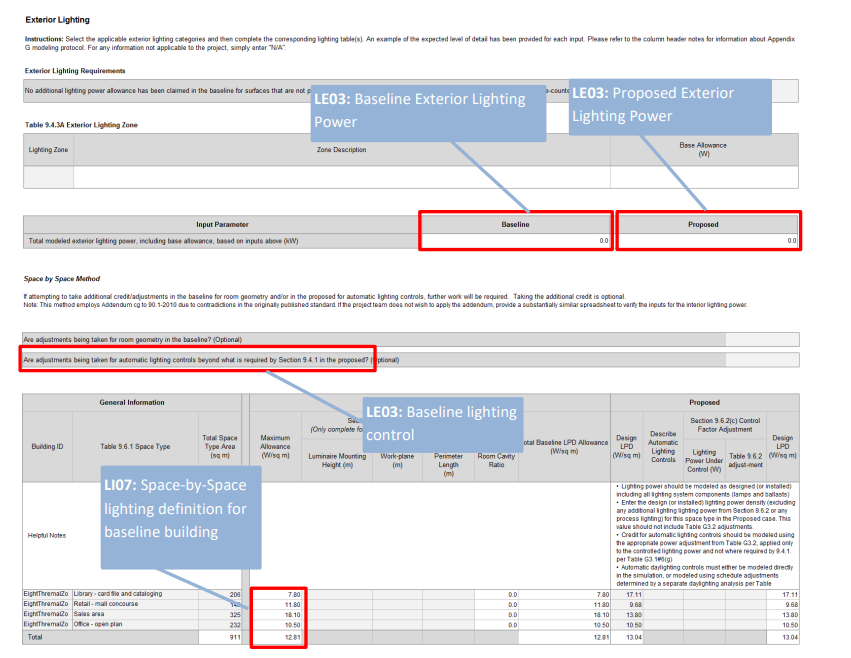 Exterior Lighting
Instructions: Select the applicable exterior lighting categories and then complete the corresponding lighting table(s). An example of the expected level of detail has been provided for each input. Please refer to the column header notes for information about Appendix
G modeling protocol. For any information not applicable to the project, simply enter "N/A".
Exterior Lighting Requirements
No additional lighting power allowance has been claimed in the baseline for surfaces that are not p
LE03: Baseline Exterior Lighting
Power
LE03: Proposed Exterior
Lighting Power
Table 9.4.3A Exterior Lighting Zone
Lighting Zone Zone Description Base Allowance
(W)
Input Parameter Baseline Proposed
Total modeled exterior lighting power, including base allowance, based on inputs above (kW) 0.0 0.0
Space by Space Method
If attempting to take additional credit/adjustments in the baseline for room geometry and/or in the proposed for automatic lighting controls, further work will be required. Taking the additional credit is optional.
Note: This method employs Addendum cg to 90.1-2010 due to contradictions in the originally published standard. If the project team does not wish to apply the addendum, provide a substantially similar spreadsheet to verify the inputs for the interior lighting power.
Are adjustments being taken for room geometry in the baseline? (Optional)
Are adjustments being taken for automatic lighting controls beyond what is required by Section 9.4.1 in the proposed? (Optional)
LE03: Baseline lighting
control
General Information Proposed
Building ID
Table 9.6.1 Space Type
Total Space
Type Area
(sq m)
Maximum
Allowance
(W/sq m)
(Only complete fo
Luminaire Mounting
Height (m)
Work-plane
(m)
Perimeter
Length
(m)
Room Cavity
Ratio
otal Baseline LPD Allowance
(W/sq m)
Design
LPD
(W/sq m)
Describe
Automatic
Lighting
Controls
Section 9.6.2(c) Control
Factor Adjustment
Lighting
Power Under
Control (W)
Table 9.6.2
adjust-ment
Design
LPD
(W/sq m)
LI07: Space-by-Space
lighting definition for
baseline building
Helpful Notes
• Lighting power should be modeled as designed (or installed)
including all lighting system components (lamps and ballasts)
• Enter the design (or installed) lighting power density (excluding
any additional lighting lighting power from Section 9.6.2 or any
process lighting) for this space type in the Proposed case. This
value should not include Table G3.2 adjustments.
• Credit for automatic lighting controls should be modeled using
the appropriate power adjustment from Table G3.2, applied only
to the controlled lighting power and not where required by 9.4.1.
per Table G3.1#6(g)
• Automatic daylighting controls must either be modeled directly
in the simulation, or modeled using schedule adjustments
determined by a separate daylighting analysis per Table
EightThremalZo Library - card file and cataloging 206 7.80 7.80 17.11 17.11
EightThremalZo Retail - mall concourse 11.80 0.0 11.80 9.68 9.68
EightThremalZo Sales area 325 18.10 0.0 18.10 13.80 13.80
EightThremalZo Office - open plan 232 10.50 0.0 10.50 10.50 10.50
Total 911 12.81 12.81 13.04 13.04